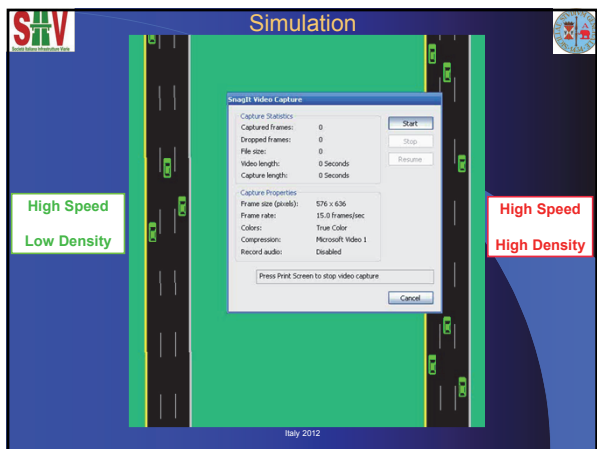 Simulation
SIIV
Società Italiana Infrastrutture Viarie
SnagIt Video Capture
Capture Statistics
Captured frames: 0
Dropped frames: 0
File size: 0
Video length: 0 Seconds
Capture length: 0 Seconds
Start
Stop
Resume
Capture Properties
Frame size (pixels): 576 x 636
Frame rate: 15.0 frames/sec
Colors: True Color
Compression: Microsoft Video 1
Record audio: Disabled
Press Print Screen to stop video capture
Cancel
High Speed
Low Density
High Speed
High Density
Italy 2012